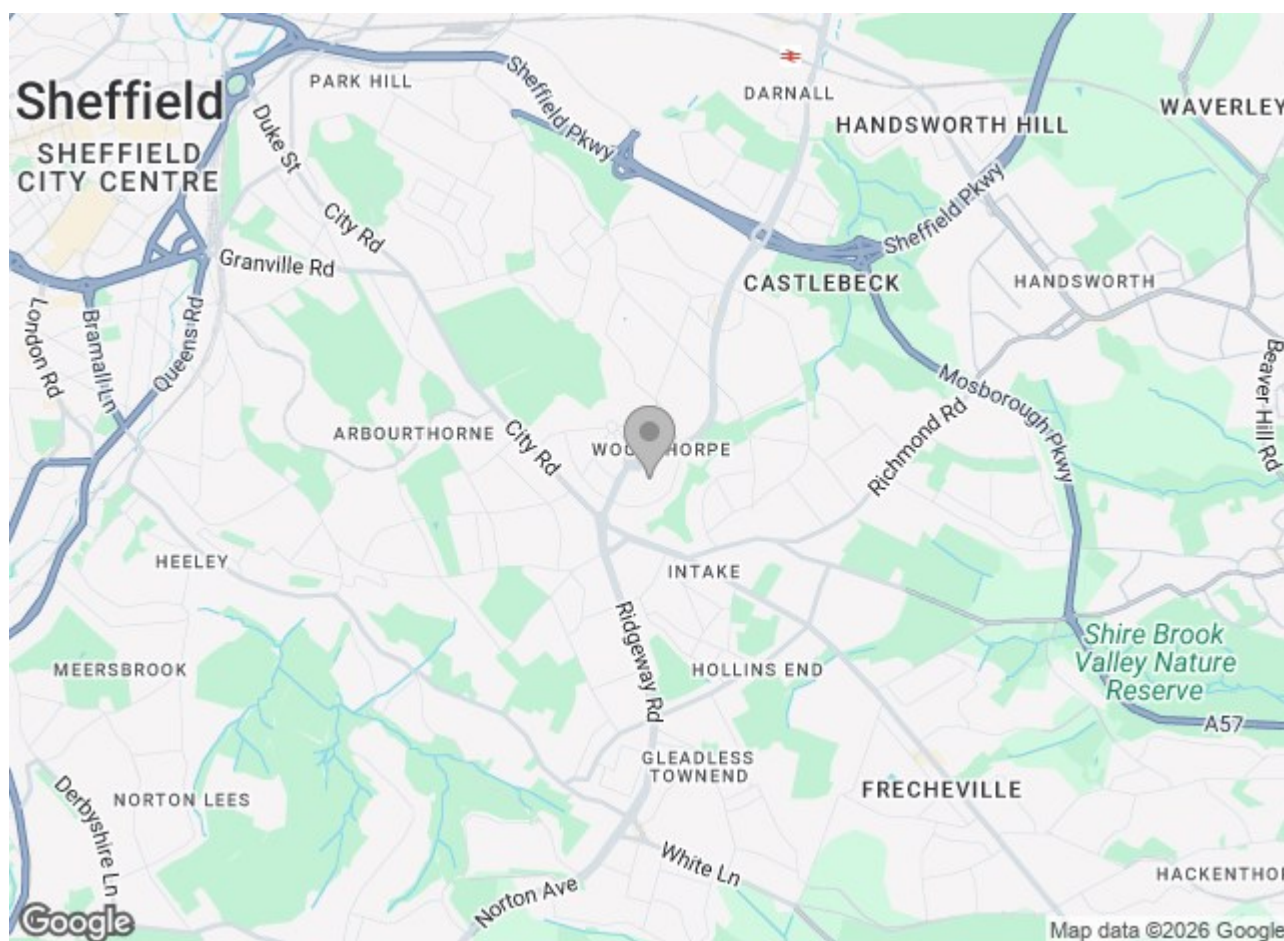 Sheffield
SHEFFIELD
CITY CENTRE
PARK HILL
Duke St
Sheffield Pkwy
DARNALL
HANDSWORTH HILL
WAVERLEY
City Rd
Granville Rd
Sheffield Pkwy
CASTLEBECK
HANDSWORTH
London Rd
Bramall Ln
Queens Rd
Beaver Hill Rd
Mosborough Pkwy
ARBOURTHORNE
City Rd
Richmond Rd
HEELEY
INTAKE
Ridgeway Rd
MEERSBROOK
HOLLINS END
Shire Brook
Valley Nature
Reserve
A57
GLEADLESS
TOWNEND
NORTON LEES
Derbyshire Ln
FRECHEVILLE
White Ln
Norton Ave
Google
Map data ©2026 Google